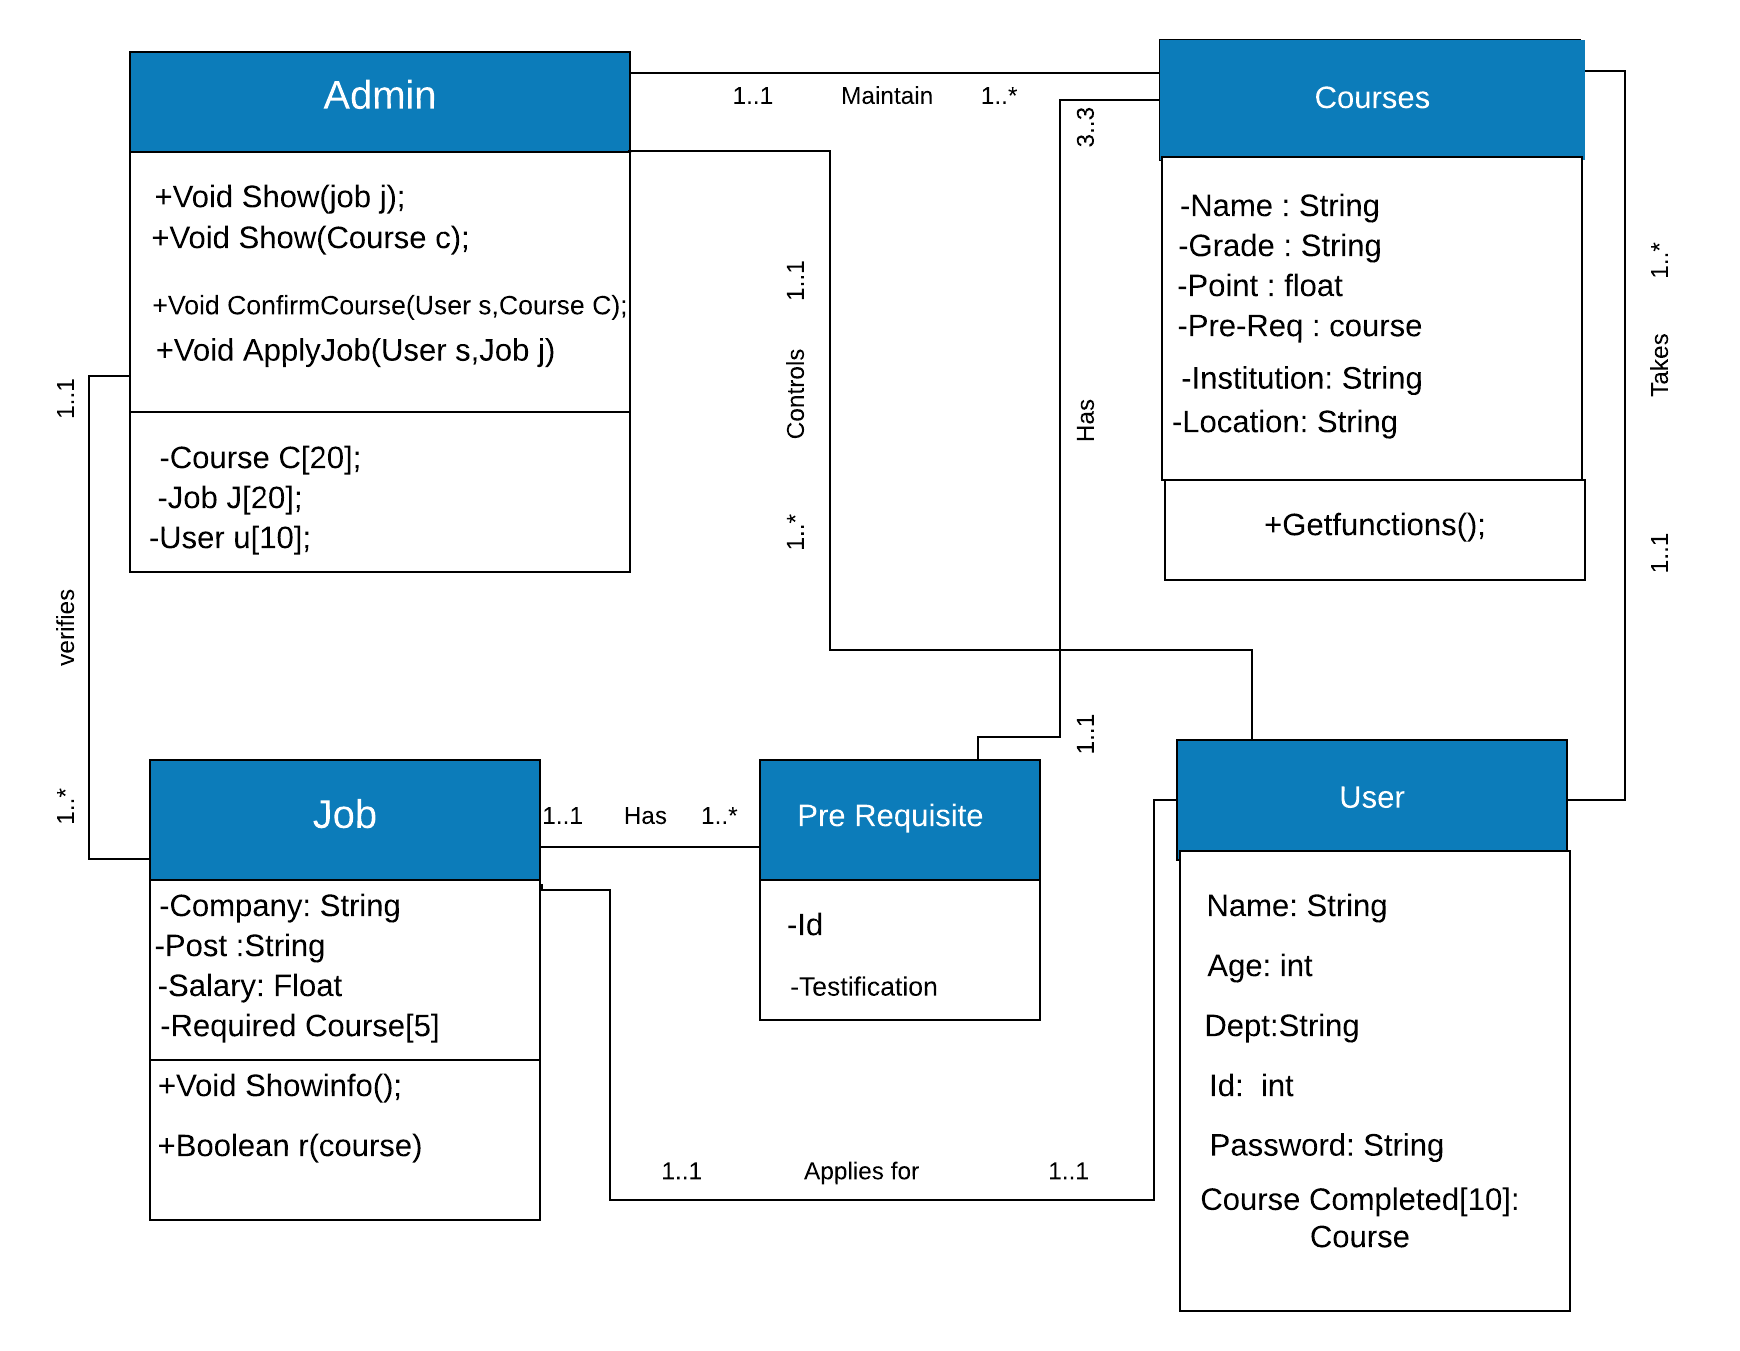 Admin
+Void Show(job j);
+Void Show(Course c);
+Void ConfirmCourse(User s,Course C);
+Void ApplyJob(User s,Job j)
-Course C[20];
-Job J[20];
-User u[10];
1..1 Maintain 1..*
Courses
-Name : String
-Grade : String
-Point : float
-Pre-Req : course
-Institution: String
-Location: String
+Getfunctions();
1..1
Controls
1..*
3..3
Has
1..1
1..*
Takes
1..1
1..1
verifies
1..*
Job
-Company: String
-Post :String
-Salary: Float
-Required Course[5]
+Void Showinfo();
+Boolean r(course)
1..1 Has 1..*
Pre Requisite
-Id
-Testification
1..1 Applies for 1..1
User
Name: String
Age: int
Dept:String
Id: int
Password: String
Course Completed[10]:
Course